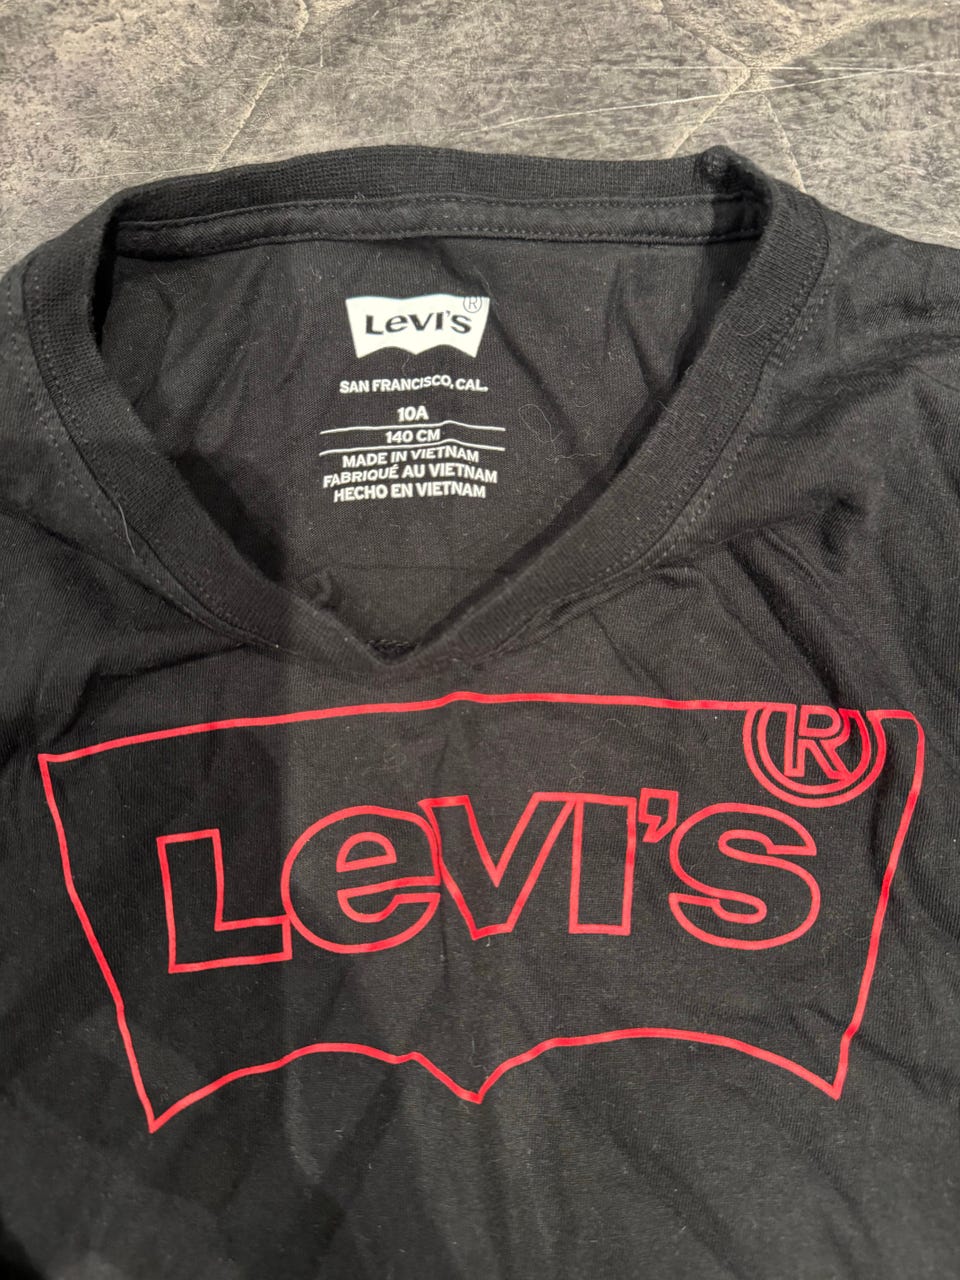 Levi's ®
SAN FRANCISCO, CAL.
10A
140 CM
MADE IN VIETNAM
FABRIQUÉ AU VIETNAM
HECHO EN VIETNAM
Levi's ®